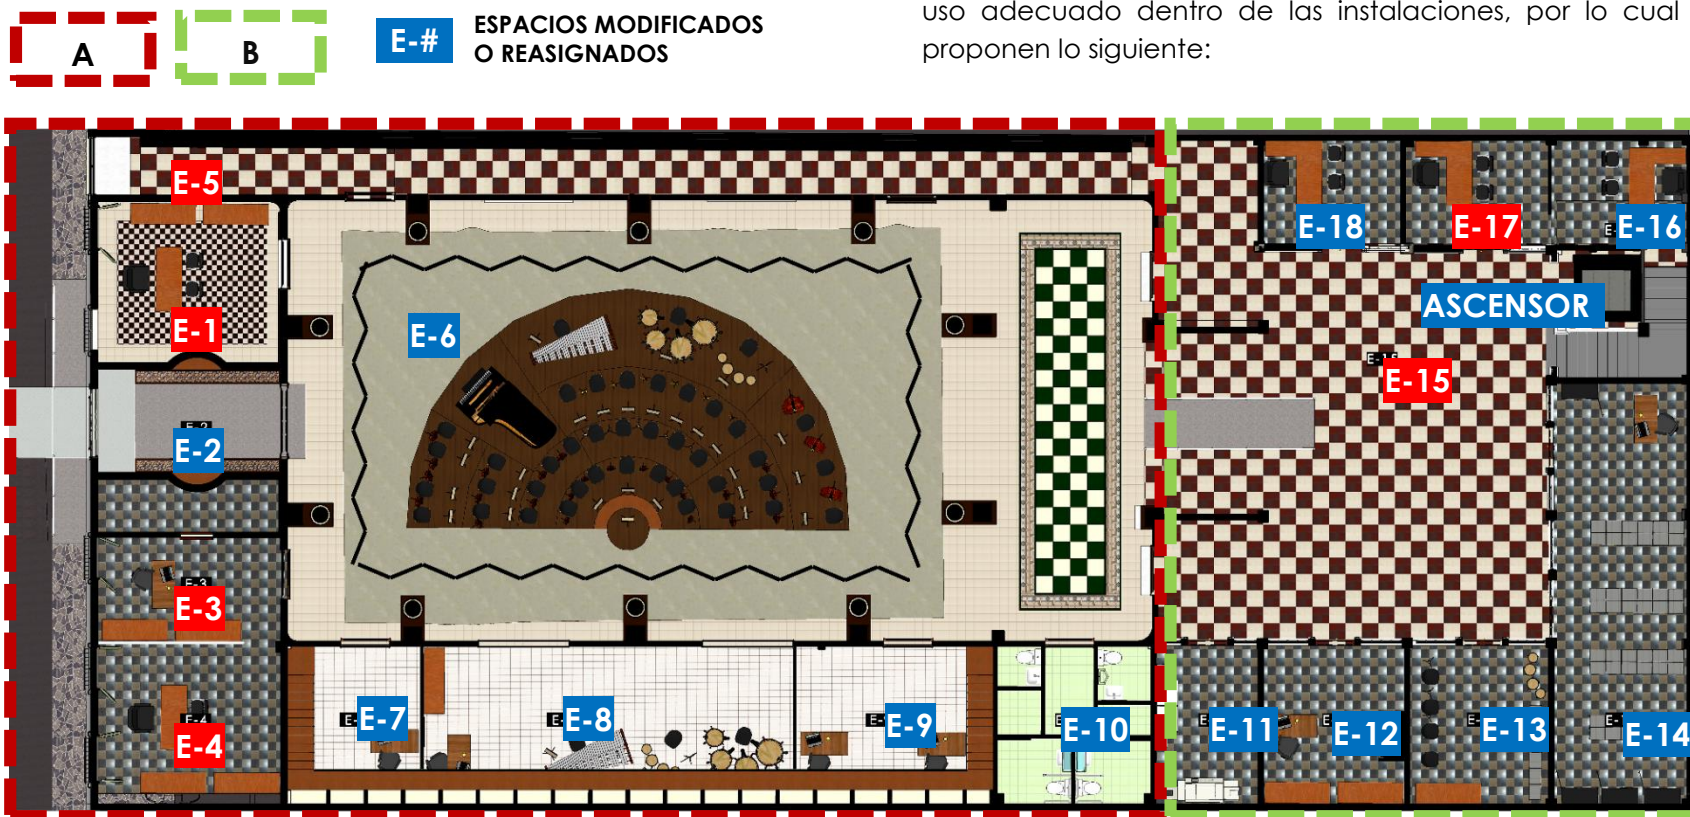 A
B
E-#
ESPACIOS MODIFICADOS
O REASIGNADOS
uso adecuado dentro de las instalaciones, por lo cual
proponen lo siguiente:
E-5
E-18
E-17
E-16
E-1
E-6
ASCENSOR
E-15
E-2
E-3
E-4
E-7
E-8
E-9
E-10
E-11
E-12
E-13
E-14